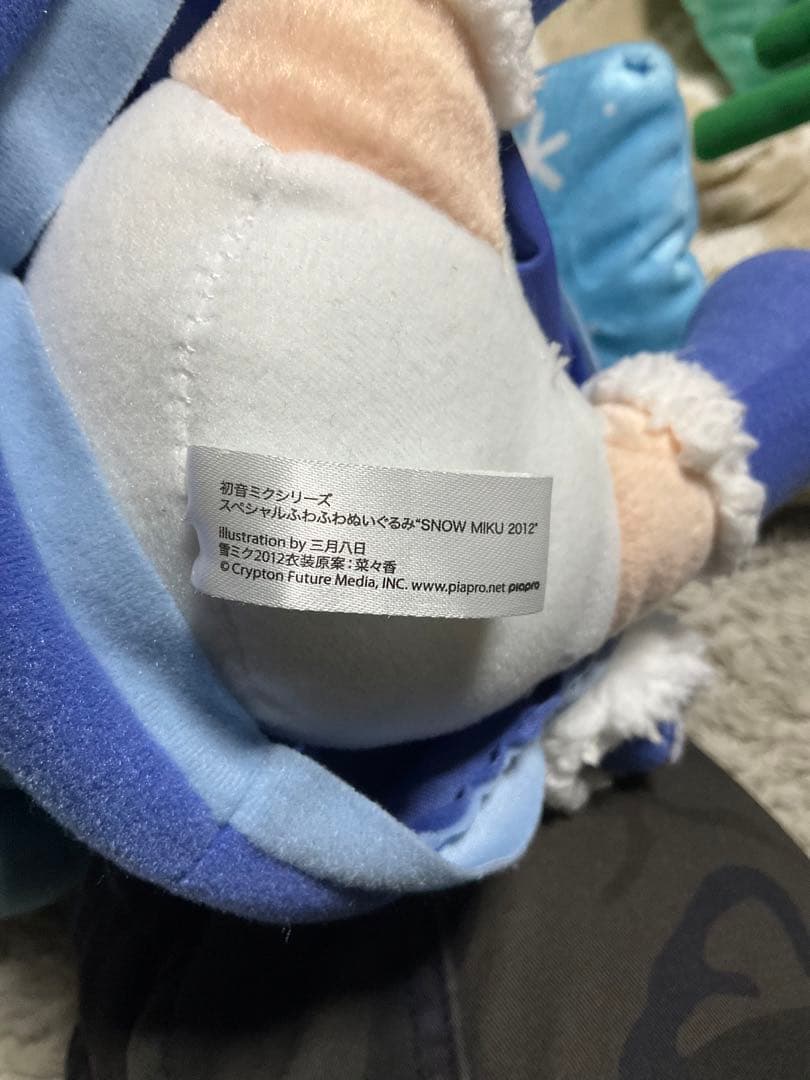 初音ミクシリーズ
スペシャルふわふわぬいぐるみ"SNOW MIKU 2012"
illustration by 三月八日
雪ミク2012衣装原案：菜々香
© Crypton Future Media, INC. www.piapro.net piapro